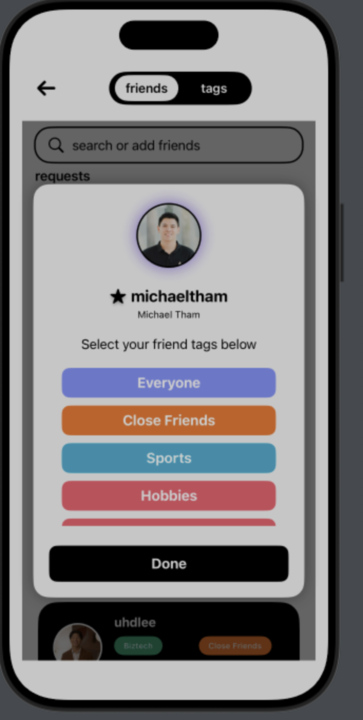 friends
tags
search or add friends
requests
michaeltham
Michael Tham
Select your friend tags below
Everyone
Close Friends
Sports
Hobbies
Done
uhdlee
Biztech
Close Friends